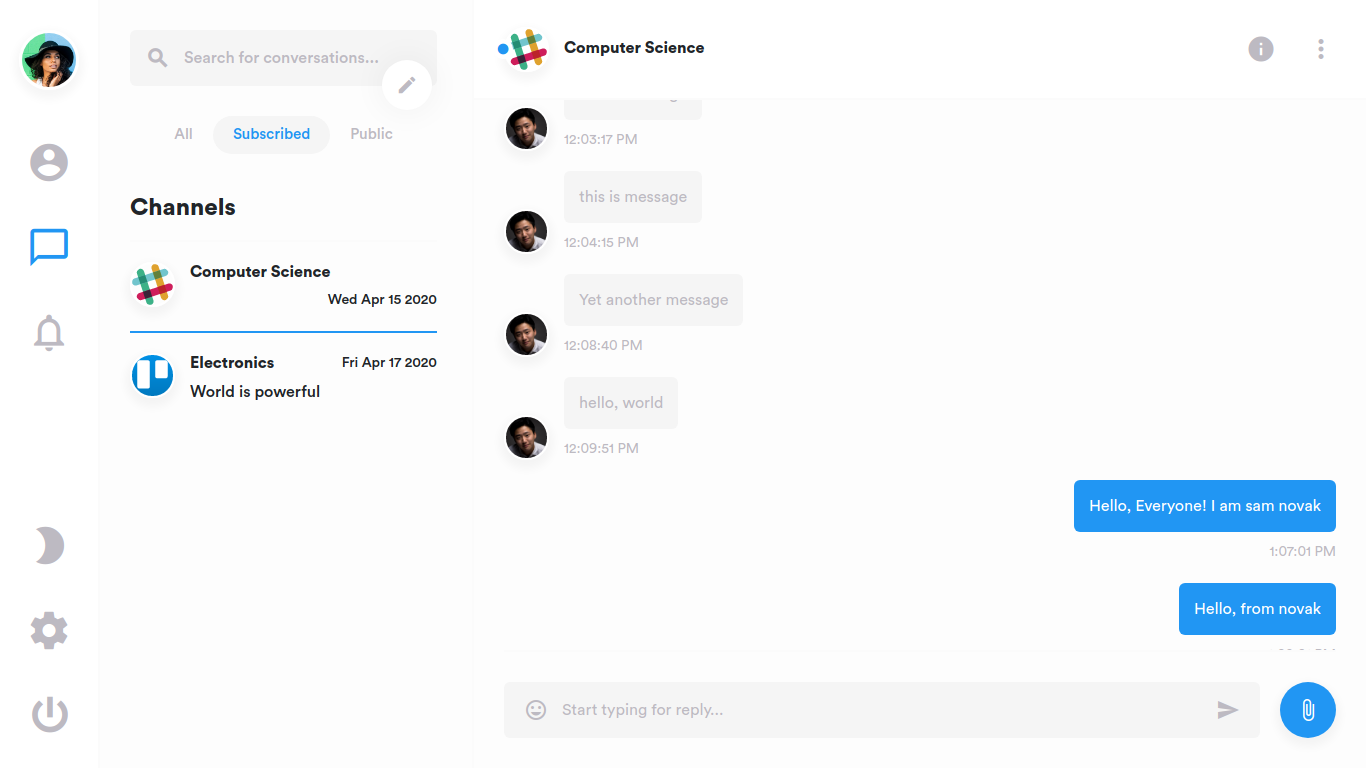 Search for conversations...
All
Subscribed
Public
Channels
Computer Science
Wed Apr 15 2020
Electronics
Fri Apr 17 2020
World is powerful
Computer Science
12:03:17 PM
this is message
12:04:15 PM
Yet another message
12:08:40 PM
hello, world
12:09:51 PM
Hello, Everyone! I am sam novak
1:07:01 PM
Hello, from novak
Start typing for reply...